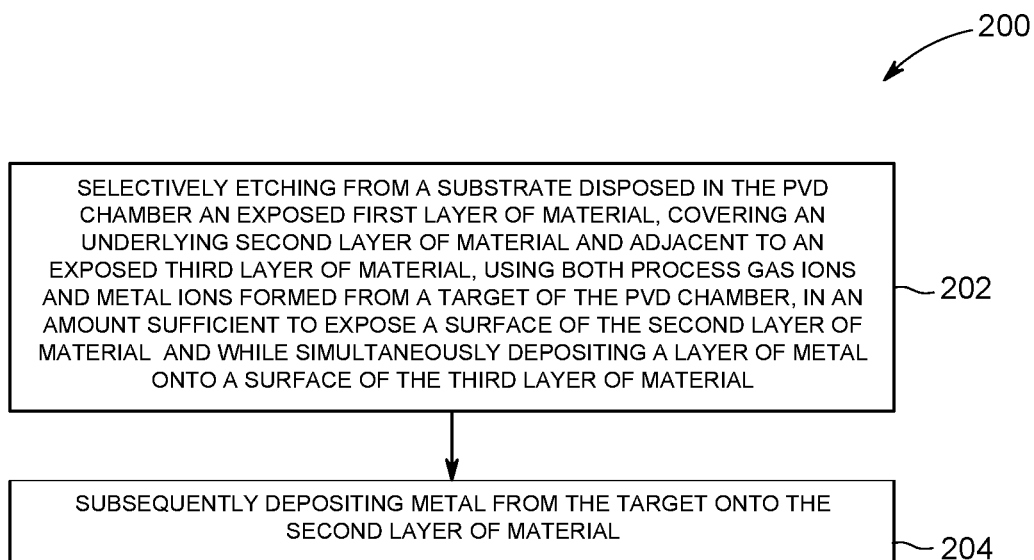 200
SELECTIVELY ETCHING FROM A SUBSTRATE DISPOSED IN THE PVD
CHAMBER AN EXPOSED FIRST LAYER OF MATERIAL, COVERING AN
UNDERLYING SECOND LAYER OF MATERIAL AND ADJACENT TO AN
EXPOSED THIRD LAYER OF MATERIAL, USING BOTH PROCESS GAS IONS
AND METAL IONS FORMED FROM A TARGET OF THE PVD CHAMBER, IN AN
AMOUNT SUFFICIENT TO EXPOSE A SURFACE OF THE SECOND LAYER OF
MATERIAL AND WHILE SIMULTANEOUSLY DEPOSITING A LAYER OF METAL
ONTO A SURFACE OF THE THIRD LAYER OF MATERIAL
202
SUBSEQUENTLY DEPOSITING METAL FROM THE TARGET ONTO THE
SECOND LAYER OF MATERIAL
204